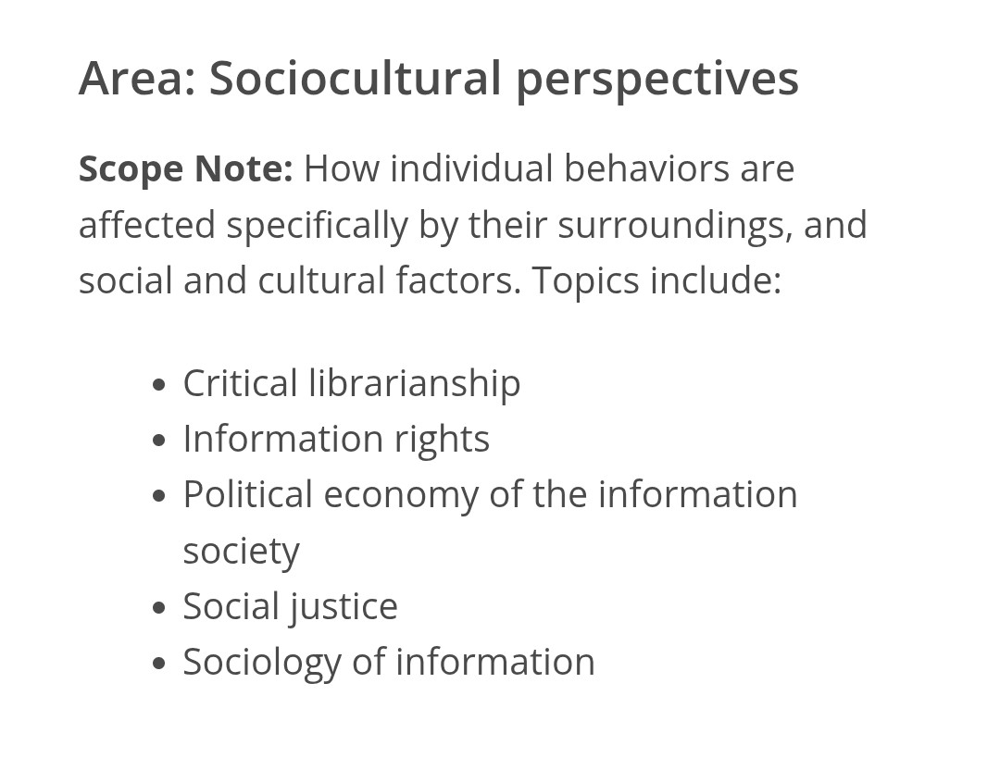 Area: Sociocultural perspectives
Scope Note: How individual behaviors are
affected specifically by their surroundings, and
social and cultural factors. Topics include:
• Critical librarianship
• Information rights
• Political economy of the information
society
• Social justice
• Sociology of information